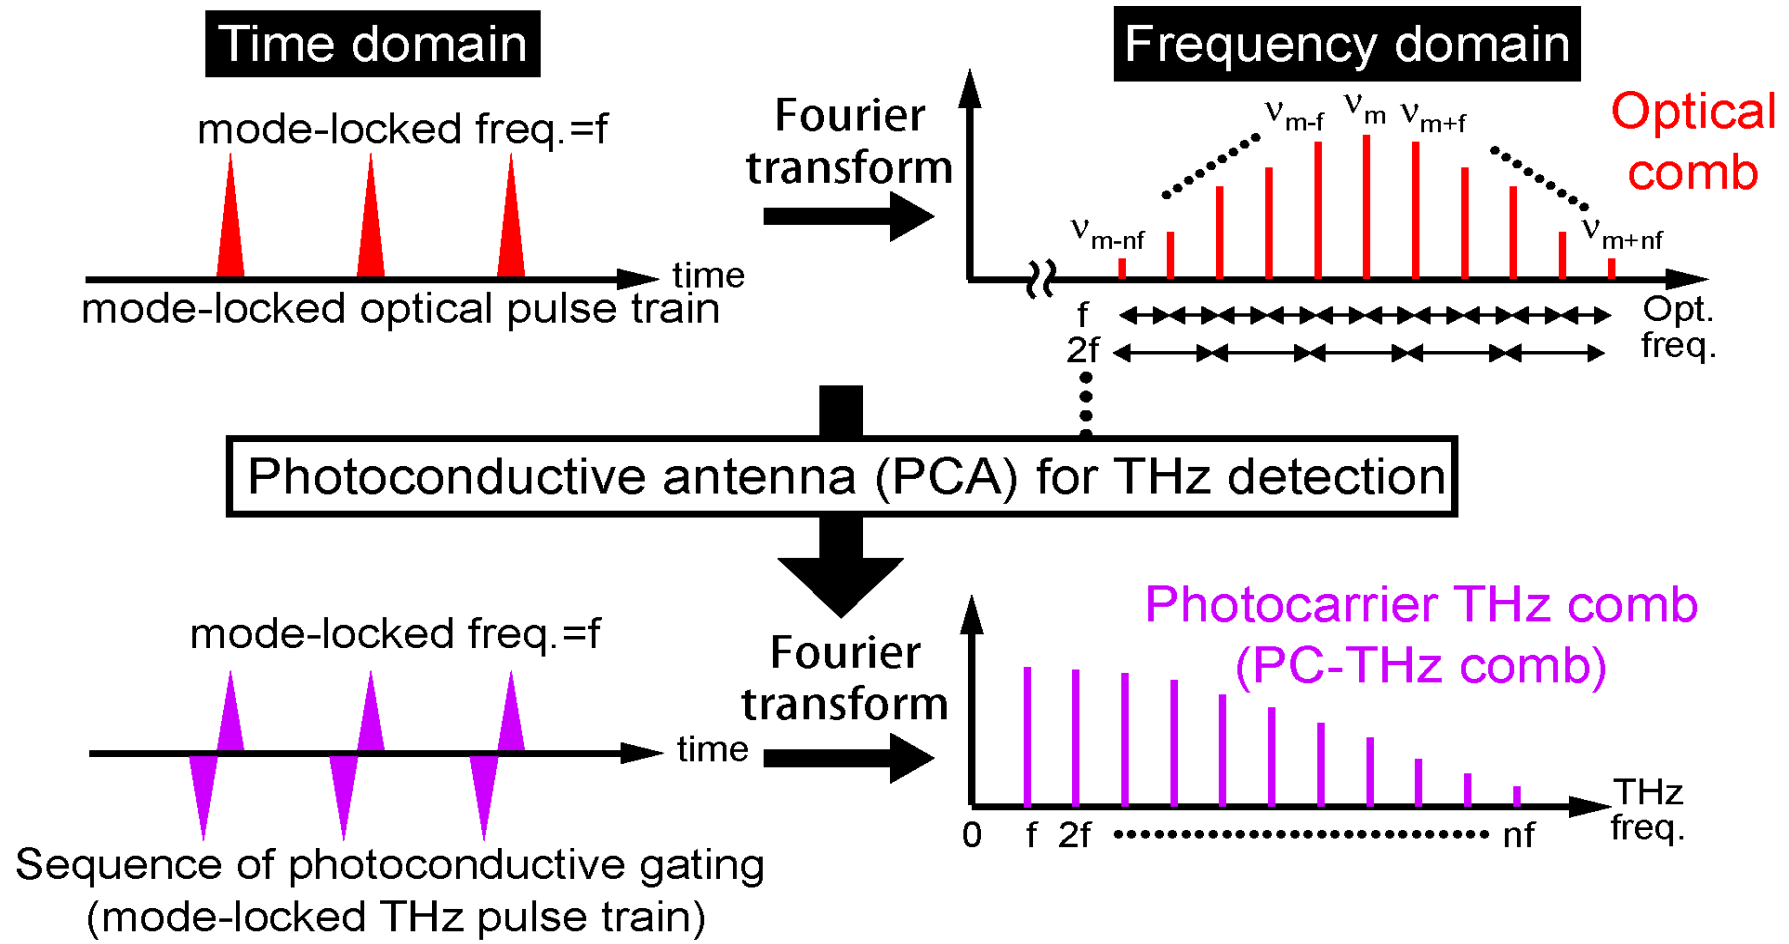 Time domain
Frequency domain
mode-locked freq.=f
time
mode-locked optical pulse train
Fourier
transform
νm-nf
νm-f
νm
νm+f
νm+nf
Optical
comb
f
2f
Opt.
freq.
Photoconductive antenna (PCA) for THz detection
mode-locked freq.=f
time
Sequence of photoconductive gating
(mode-locked THz pulse train)
Fourier
transform
Photocarrier THz comb
(PC-THz comb)
0 f 2f nf
THz
freq.